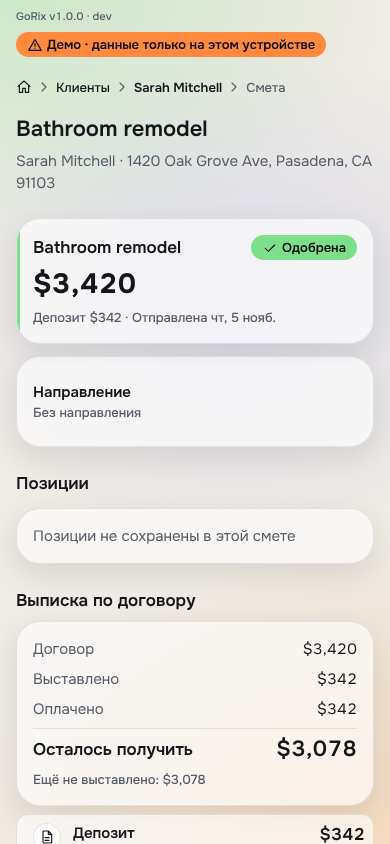 GoRix v1.0.0 · dev
Демо · данные только на этом устройстве
Клиенты > Sarah Mitchell > Смета
Bathroom remodel
Sarah Mitchell · 1420 Oak Grove Ave, Pasadena, CA
91103
Bathroom remodel
Одобрена
$3,420
Депозит $342 · Отправлена чт, 5 нояб.
Направление
Без направления
Позиции
Позиции не сохранены в этой смете
Выписка по договору
Договор $3,420
Выставлено $342
Оплачено $342
Осталось получить $3,078
Ещё не выставлено: $3,078
Депозит $342